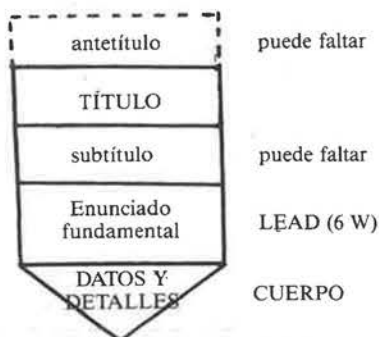 antetítulo puede faltar
TÍTULO
subtítulo puede faltar
Enunciado
fundamental LEAD (6 W)
DATOS Y
DETALLES CUERPO